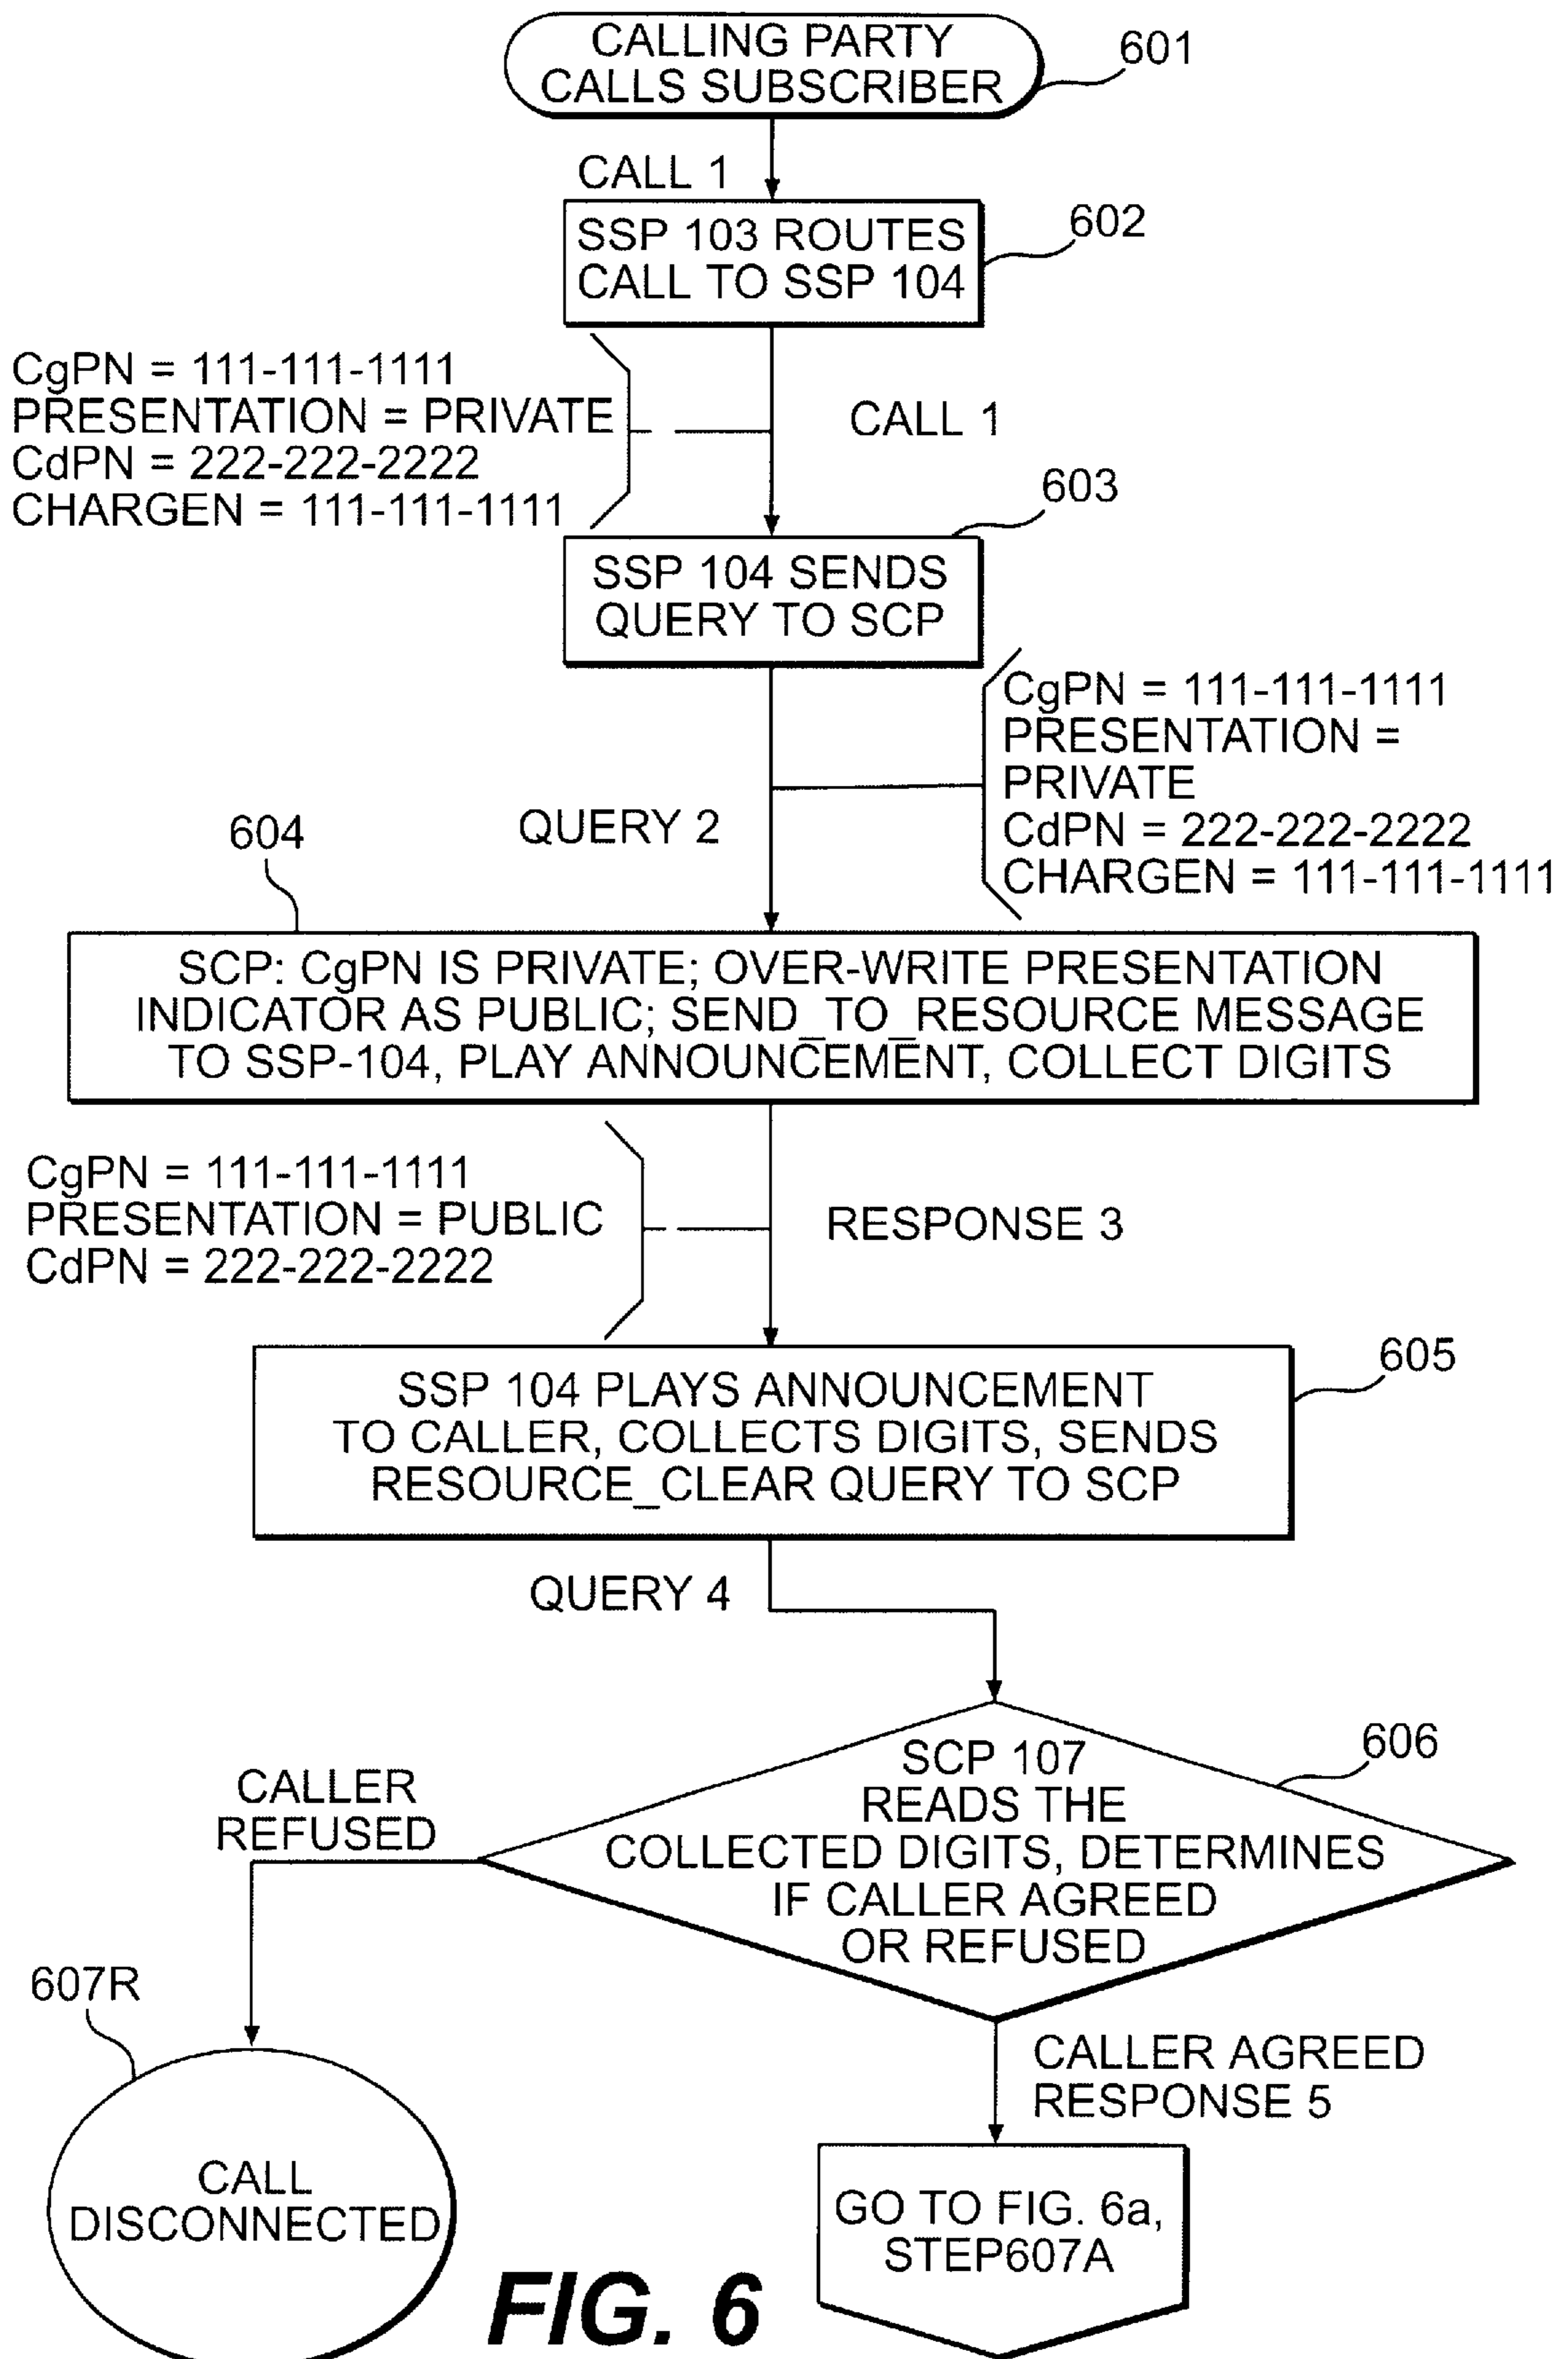 CALLING PARTY
CALLS SUBSCRIBER
601
CALL 1
SSP 103 ROUTES
CALL TO SSP 104
602
CgPN = 111-111-1111
PRESENTATION = PRIVATE
CdPN = 222-222-2222
CHARGEN = 111-111-1111
CALL 1
603
SSP 104 SENDS
QUERY TO SCP
CgPN = 111-111-1111
PRESENTATION =
PRIVATE
CdPN = 222-222-2222
CHARGEN = 111-111-1111
QUERY 2
604
SCP: CgPN IS PRIVATE; OVER-WRITE PRESENTATION
INDICATOR AS PUBLIC; SEND_TO_RESOURCE MESSAGE
TO SSP-104, PLAY ANNOUNCEMENT, COLLECT DIGITS
CgPN = 111-111-1111
PRESENTATION = PUBLIC
CdPN = 222-222-2222
RESPONSE 3
605
SSP 104 PLAYS ANNOUNCEMENT
TO CALLER, COLLECTS DIGITS, SENDS
RESOURCE_CLEAR QUERY TO SCP
QUERY 4
606
SCP 107
READS THE
COLLECTED DIGITS, DETERMINES
IF CALLER AGREED
OR REFUSED
CALLER
REFUSED
607R
CALL
DISCONNECTED
CALLER AGREED
RESPONSE 5
GO TO FIG. 6a,
STEP607A
FIG. 6